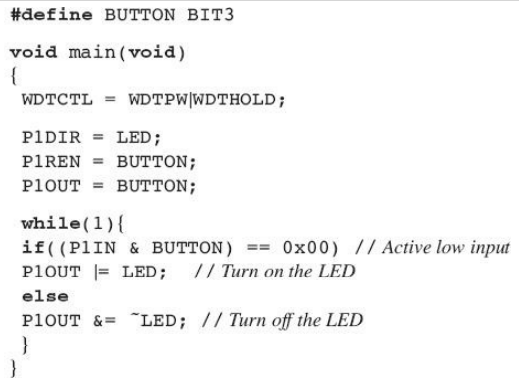 #define BUTTON BIT3
void main(void)
{
WDTCTL = WDTPW|WDTHOLD;
P1DIR = LED;
P1REN = BUTTON;
P1OUT = BUTTON;
while(1){
if((P1IN & BUTTON) == 0x00) // Active low input
P1OUT |= LED; // Turn on the LED
else
P1OUT &= ~LED; // Turn off the LED
}
}